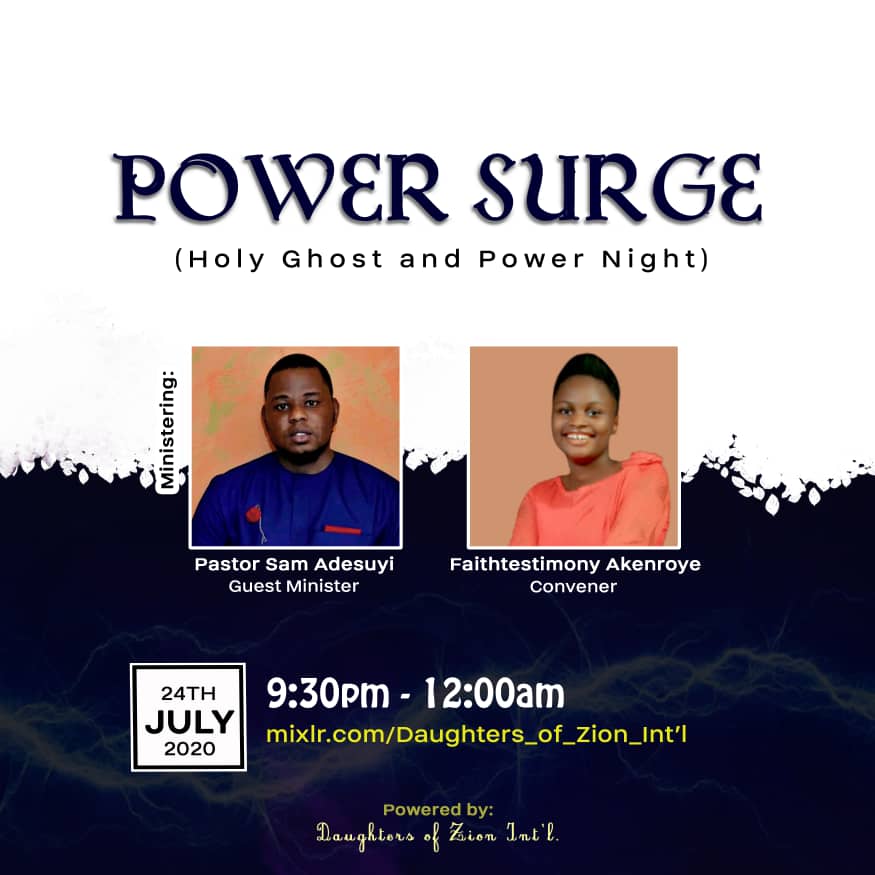 POWER SURGE
(Holy Ghost and Power Night)
Ministering:
Pastor Sam Adesuyi
Guest Minister
Faithtestimony Akenroye
Convener
24TH
JULY
2020
9:30pm - 12:00am
mixlr.com/Daughters_of_Zion_Int'l
Powered by:
Daughters of Zion Int'l.